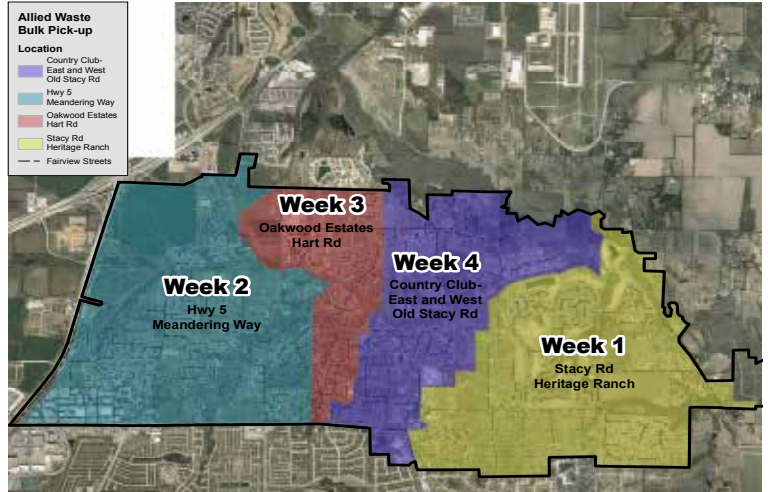 Allied Waste
Bulk Pick-up
Location
Country Club-
East and West
Old Stacy Rd
Hwy 5
Meandering Way
Oakwood Estates
Hart Rd
Stacy Rd
Heritage Ranch
Fairview Streets
Week 3
Oakwood Estates
Hart Rd
Week 4
Country Club-
East and West
Old Stacy Rd
Week 2
Hwy 5
Meandering Way
Week 1
Stacy Rd
Heritage Ranch